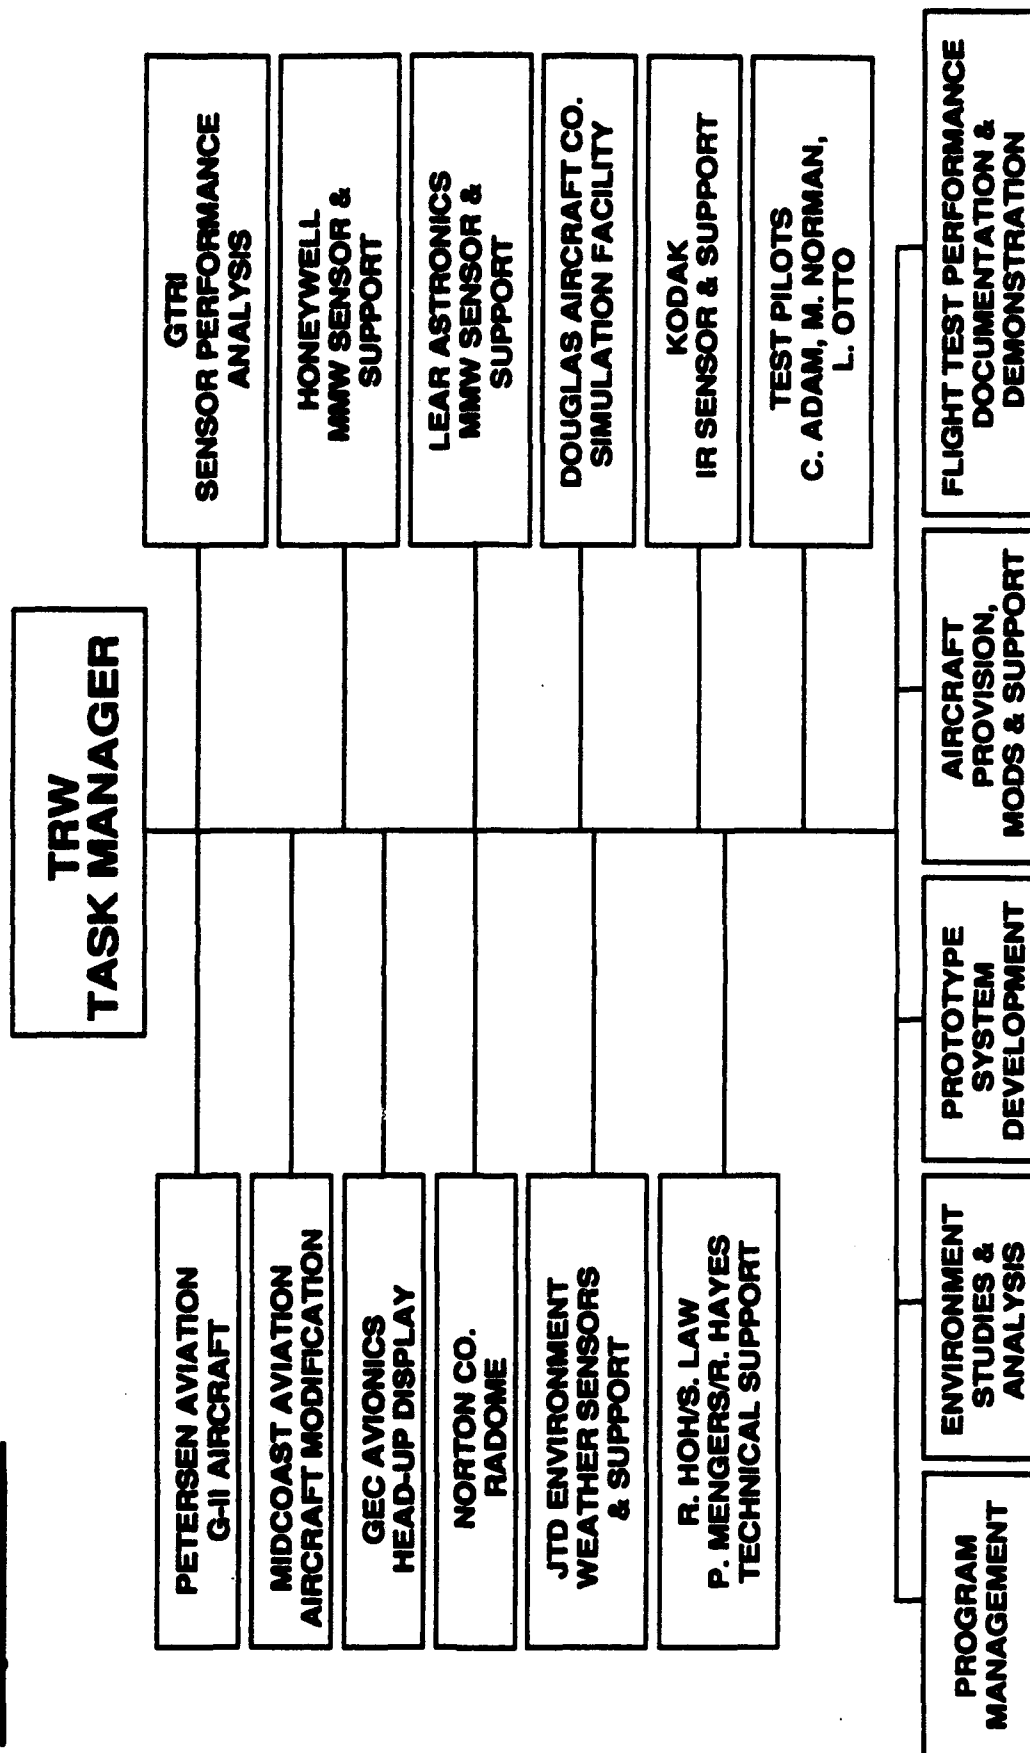 TRW
TASK MANAGER
PETERSEN AVIATION
G-II AIRCRAFT
MIDCOAST AVIATION
AIRCRAFT MODIFICATION
GEC AVIONICS
HEAD-UP DISPLAY
NORTON CO.
RADOME
JTD ENVIRONMENT
WEATHER SENSORS
& SUPPORT
R. HOH/S. LAW
P. MENGERS/R. HAYES
TECHNICAL SUPPORT
GTRI
SENSOR PERFORMANCE
ANALYSIS
HONEYWELL
MMW SENSOR &
SUPPORT
LEAR ASTRONICS
MMW SENSOR &
SUPPORT
DOUGLAS AIRCRAFT CO.
SIMULATION FACILITY
KODAK
IR SENSOR & SUPPORT
TEST PILOTS
C. ADAM, M. NORMAN,
L. OTTO
PROGRAM
MANAGEMENT
ENVIRONMENT
STUDIES &
ANALYSIS
PROTOTYPE
SYSTEM
DEVELOPMENT
AIRCRAFT
PROVISION,
MODS & SUPPORT
FLIGHT TEST PERFORMANCE
DOCUMENTATION &
DEMONSTRATION